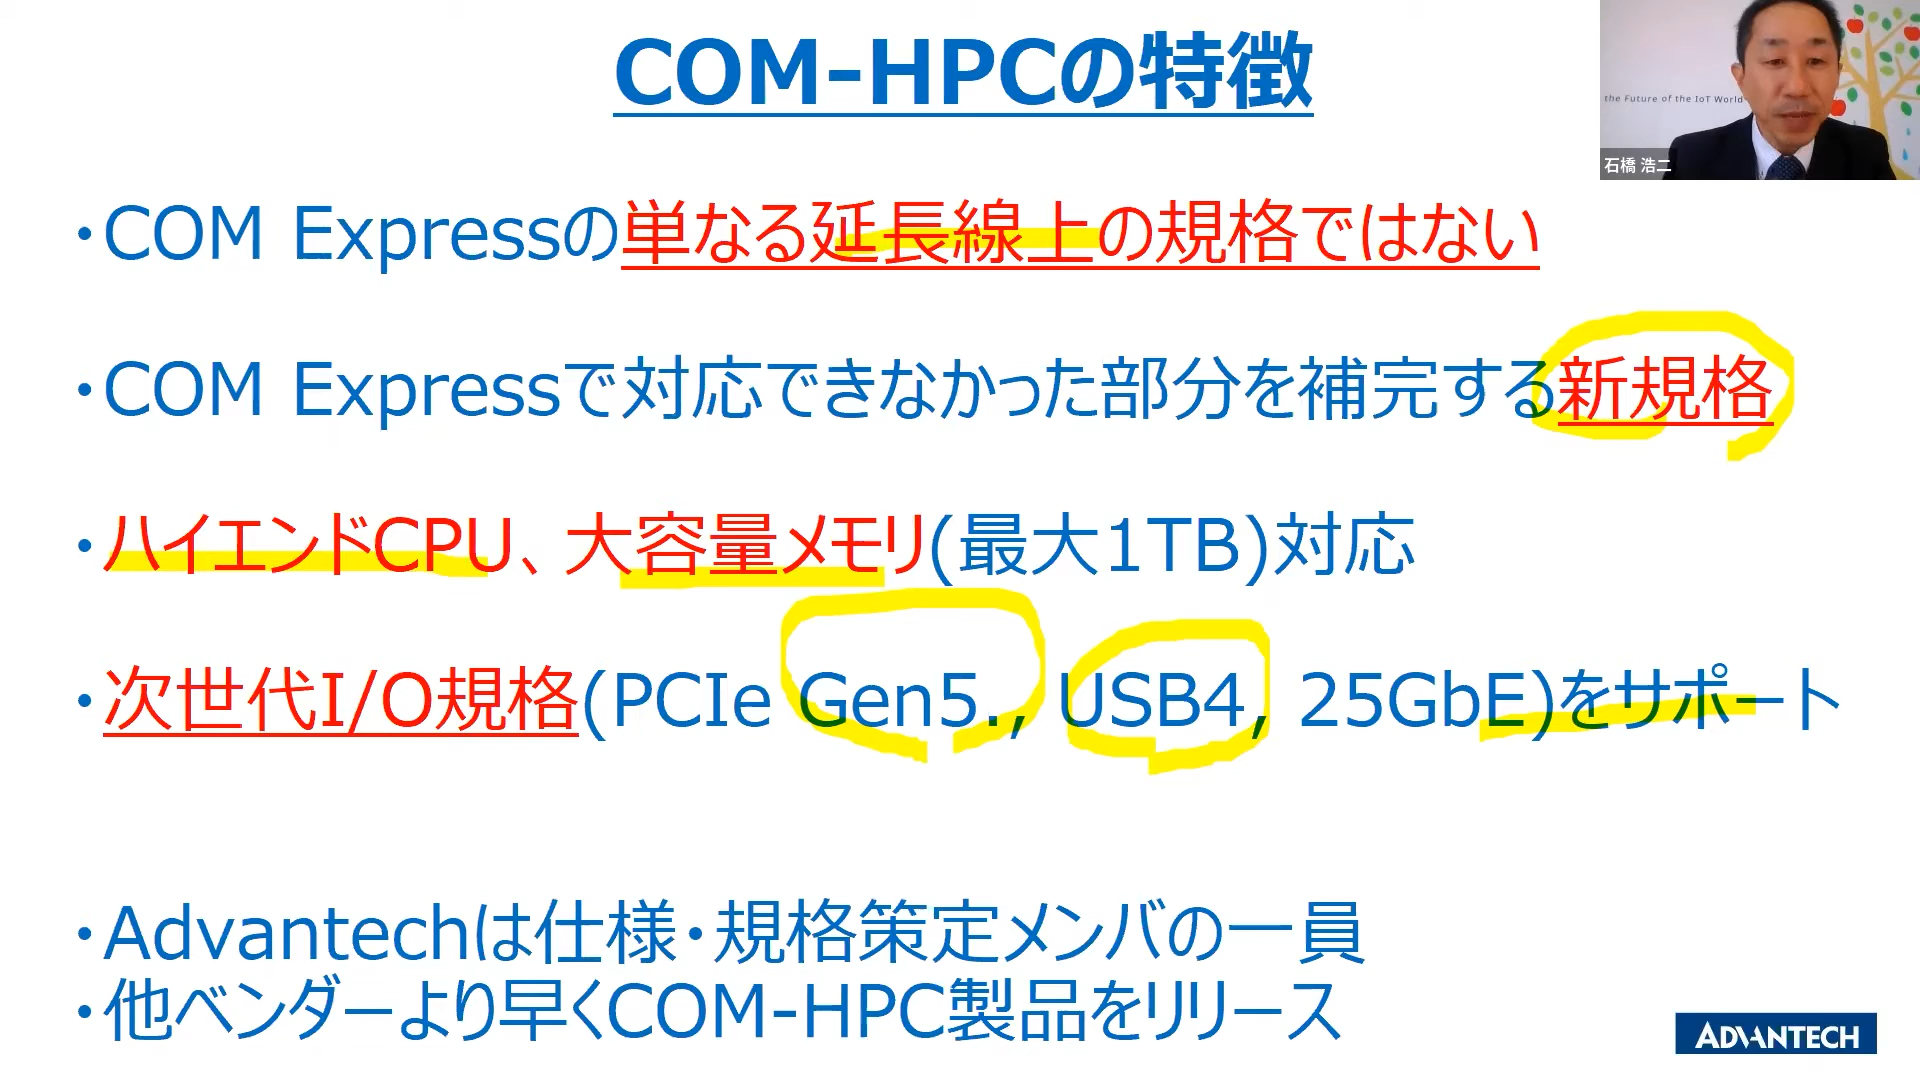 COM-HPCの特徴
the Future of the IoT World
石橋 浩二
・COM Expressの単なる延長線上の規格ではない
・COM Expressで対応できなかった部分を補完する新規格
・ハイエンドCPU、大容量メモリ(最大1TB)対応
・次世代I/O規格(PCIe Gen5., USB4, 25GbE)をサポート
・Advantechは仕様・規格策定メンバの一員
・他ベンダーより早くCOM-HPC製品をリリース
ADVANTECH